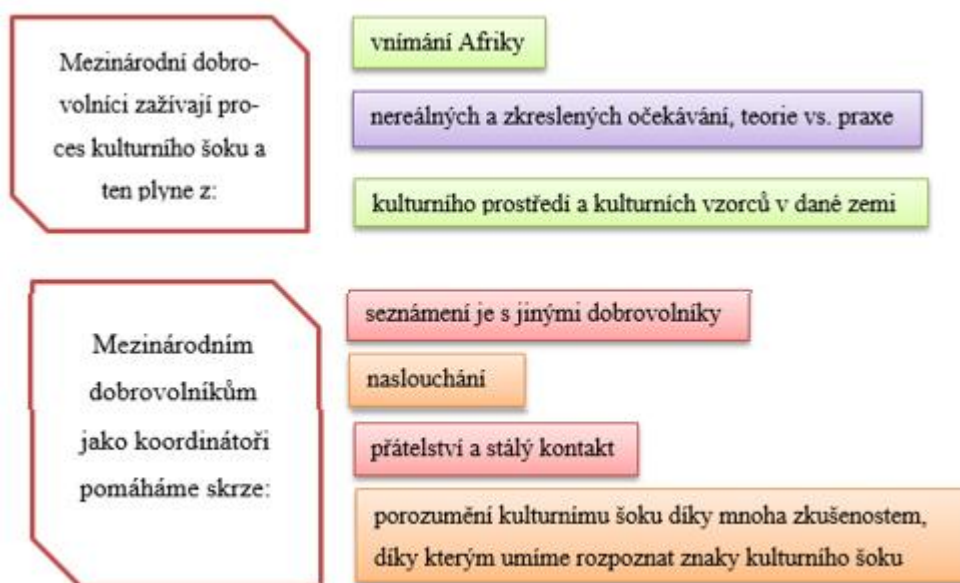 Mezinárodní dobro-
volníci zažívají pro-
ces kulturního šoku a
ten plyne z:
vnímání Afriky
nereálných a zkreslených očekávání, teorie vs. praxe
kulturního prostředí a kulturních vzorců v dané zemi
Mezinárodním
dobrovolníkům
jako koordinátoři
pomáháme skrze:
seznámení je s jinými dobrovolníky
naslouchání
přátelství a stálý kontakt
porozumění kulturnímu šoku díky mnoha zkušenostem,
díky kterým umíme rozpoznat znaky kulturního šoku